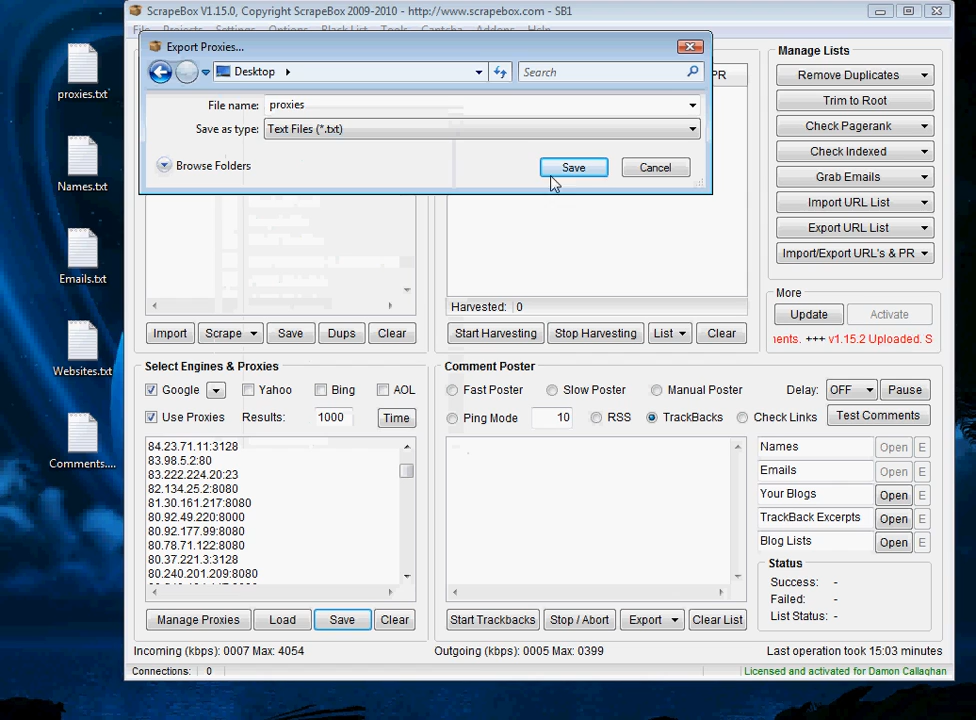 ScrapeBox V1.15.0, Copyright ScrapeBox 2009-2010 - http://www.scrapebox.com - SB1
Export Proxies...
Desktop
Search
File name: proxies
Save as type: Text Files (*.txt)
Browse Folders
Save
Cancel
proxies.txt
Names.txt
Emails.txt
Websites.txt
Comments....
PR
Harvested: 0
Import
Scrape
Save
Dups
Clear
Start Harvesting
Stop Harvesting
List
Clear
Manage Lists
Remove Duplicates
Trim to Root
Check Pagerank
Check Indexed
Grab Emails
Import URL List
Export URL List
Import/Export URL's & PR
More
Update
Activate
nents. +++ v1.15.2 Uploaded. S
Select Engines & Proxies
Google
Yahoo
Bing
AOL
Use Proxies
Results: 1000
Time
84.23.71.11:3128
83.98.5.2:80
83.222.224.20:23
82.134.25.2:8080
81.30.161.217:8080
80.92.49.220:8000
80.92.177.99:8080
80.78.71.122:8080
80.37.221.3:3128
80.240.201.209:8080
Manage Proxies
Load
Save
Clear
Comment Poster
Fast Poster
Slow Poster
Manual Poster
Delay: OFF
Pause
Ping Mode 10
RSS
TrackBacks
Check Links
Test Comments
Names Open E
Emails Open E
Your Blogs Open E
TrackBack Excerpts Open E
Blog Lists Open E
Status
Success: -
Failed: -
List Status: -
Start Trackbacks
Stop / Abort
Export
Clear List
Incoming (kbps): 0007 Max: 4054
Outgoing (kbps): 0005 Max: 0399
Last operation took 15:03 minutes
Connections: 0
Licensed and activated for Damon Callaghan